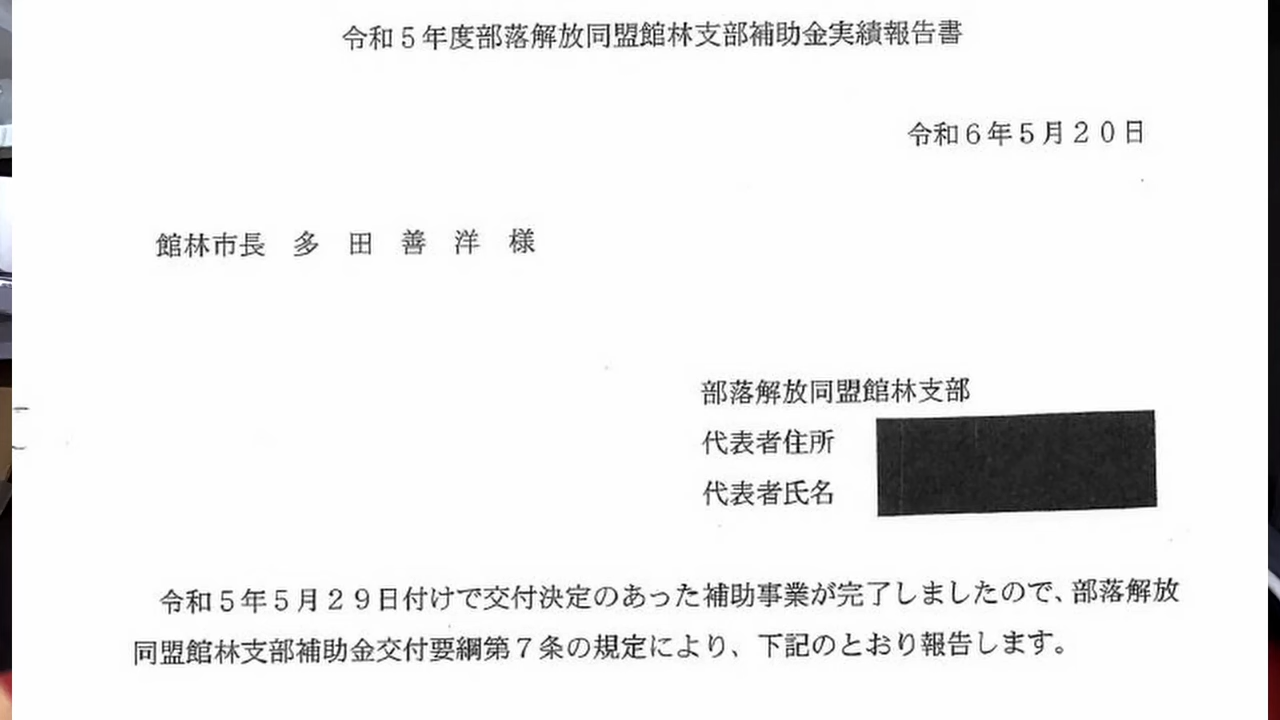 令和５年度部落解放同盟館林支部補助金実績報告書
令和６年５月２０日
館林市長　多　田　善　洋　様
部落解放同盟館林支部
代表者住所
代表者氏名
令和５年５月２９日付けで交付決定のあった補助事業が完了しましたので、部落解放
同盟館林支部補助金交付要綱第７条の規定により、下記のとおり報告します。